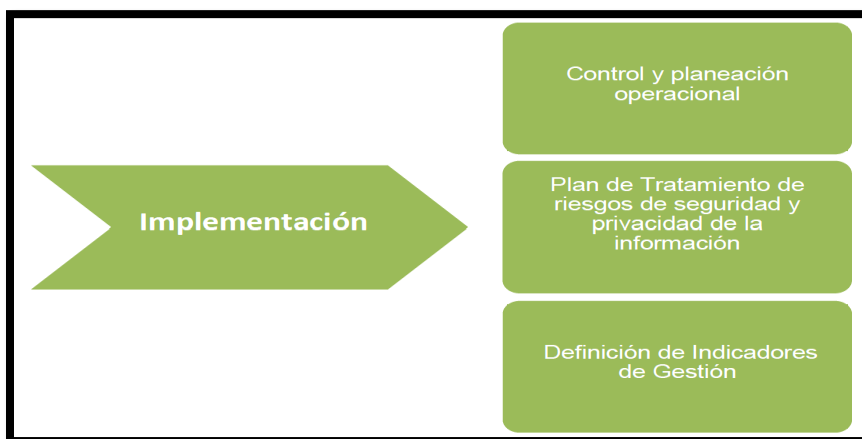 Implementación
Control y planeación
operacional
Plan de Tratamiento de
riesgos de seguridad y
privacidad de la
información
Definición de Indicadores
de Gestión